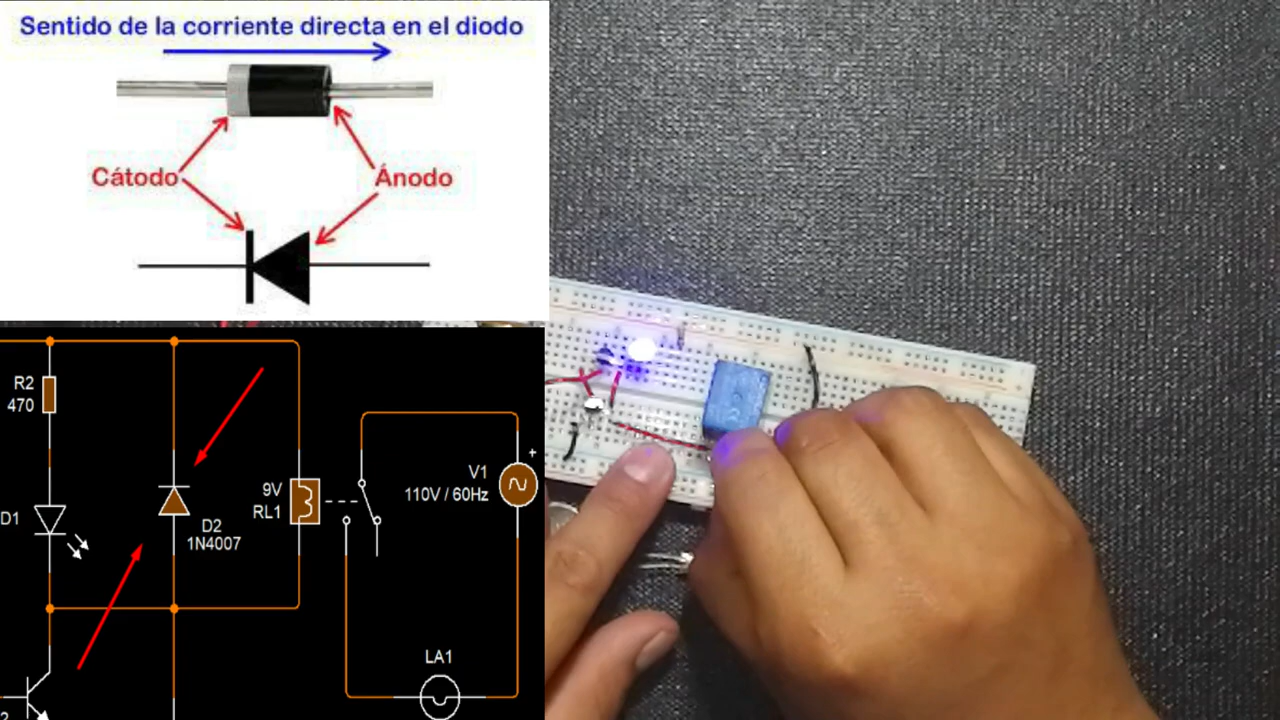 Sentido de la corriente directa en el diodo
Cátodo
Ánodo
R2
470
D1
D2
1N4007
9V
RL1
V1
110V / 60Hz
+
LA1
2